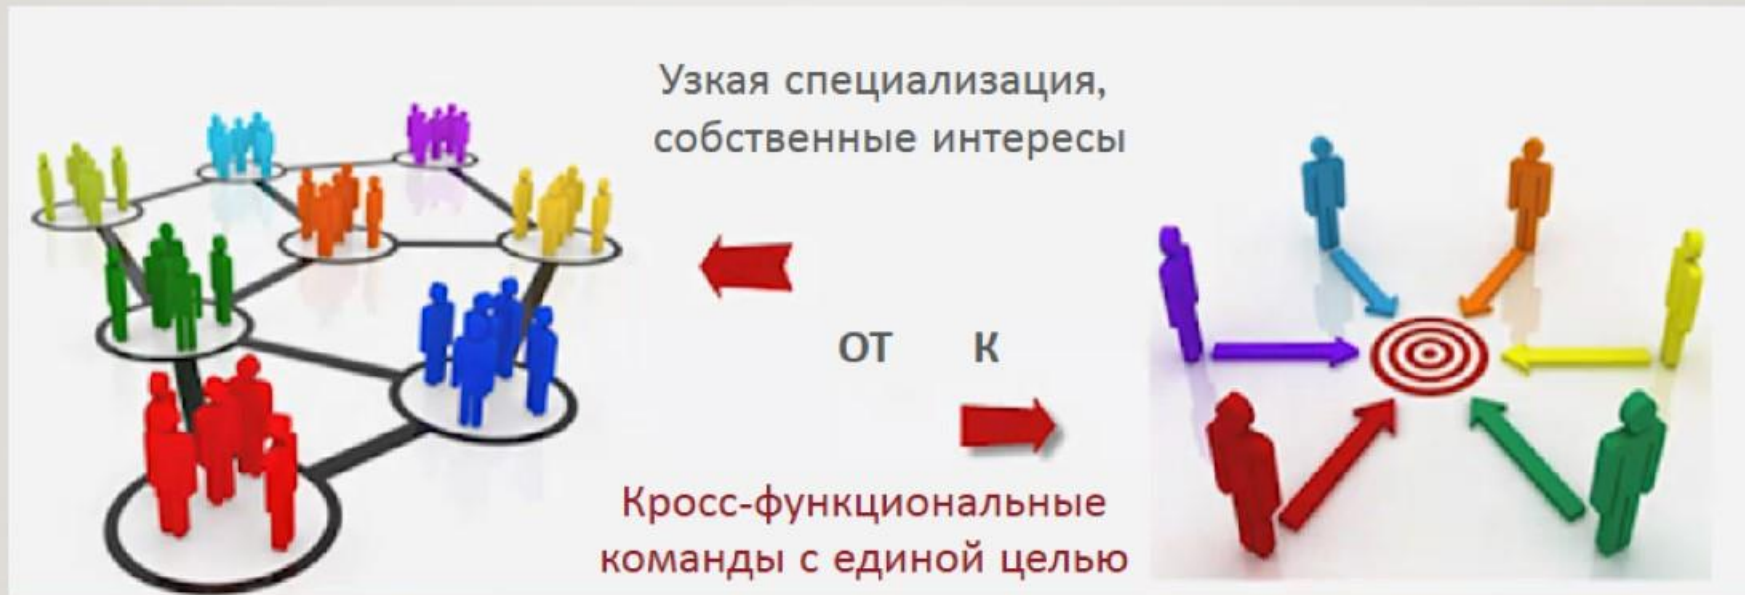 Узкая специализация,
собственные интересы
ОТ К
Кросс-функциональные
команды с единой целью